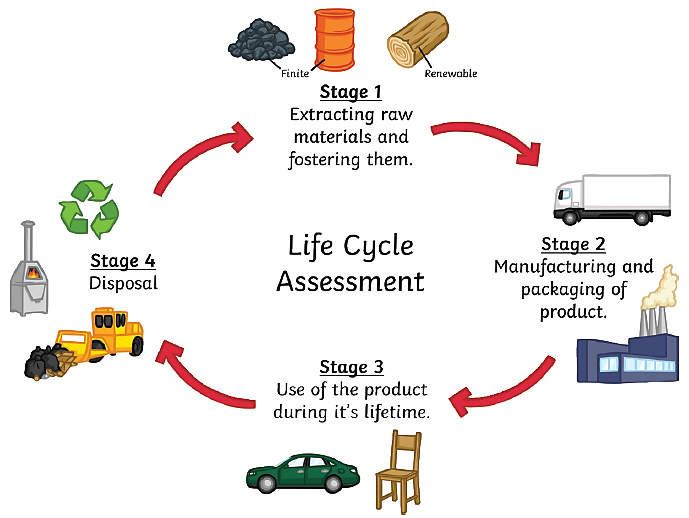 Finite
Renewable
Stage 1
Extracting raw
materials and
fostering them.
Stage 2
Manufacturing and
packaging of
product.
Stage 3
Use of the product
during it's lifetime.
Stage 4
Disposal
Life Cycle
Assessment